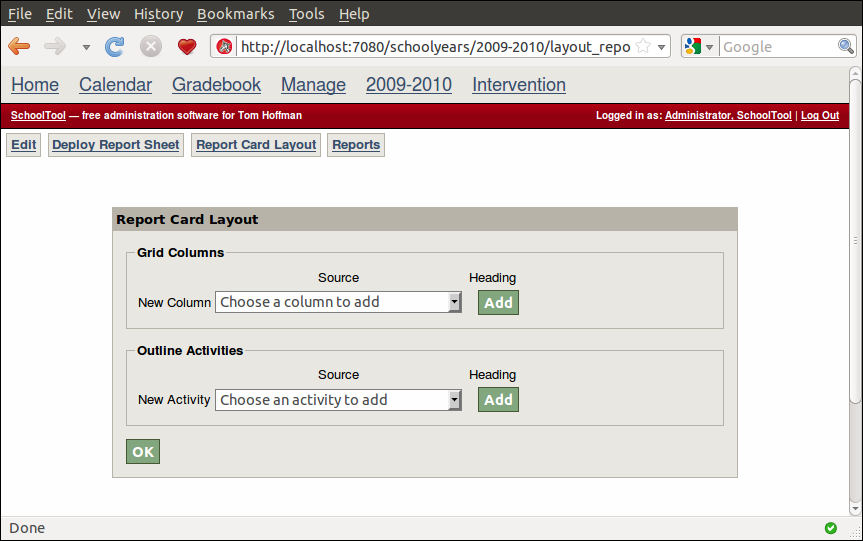 File Edit View History Bookmarks Tools Help
http://localhost:7080/schoolyears/2009-2010/layout_repo Google
Home Calendar Gradebook Manage 2009-2010 Intervention
SchoolTool — free administration software for Tom Hoffman Logged in as: Administrator, SchoolTool | Log Out
Edit Deploy Report Sheet Report Card Layout Reports
Report Card Layout
Grid Columns
Source Heading
New Column Choose a column to add Add
Outline Activities
Source Heading
New Activity Choose an activity to add Add
OK
Done